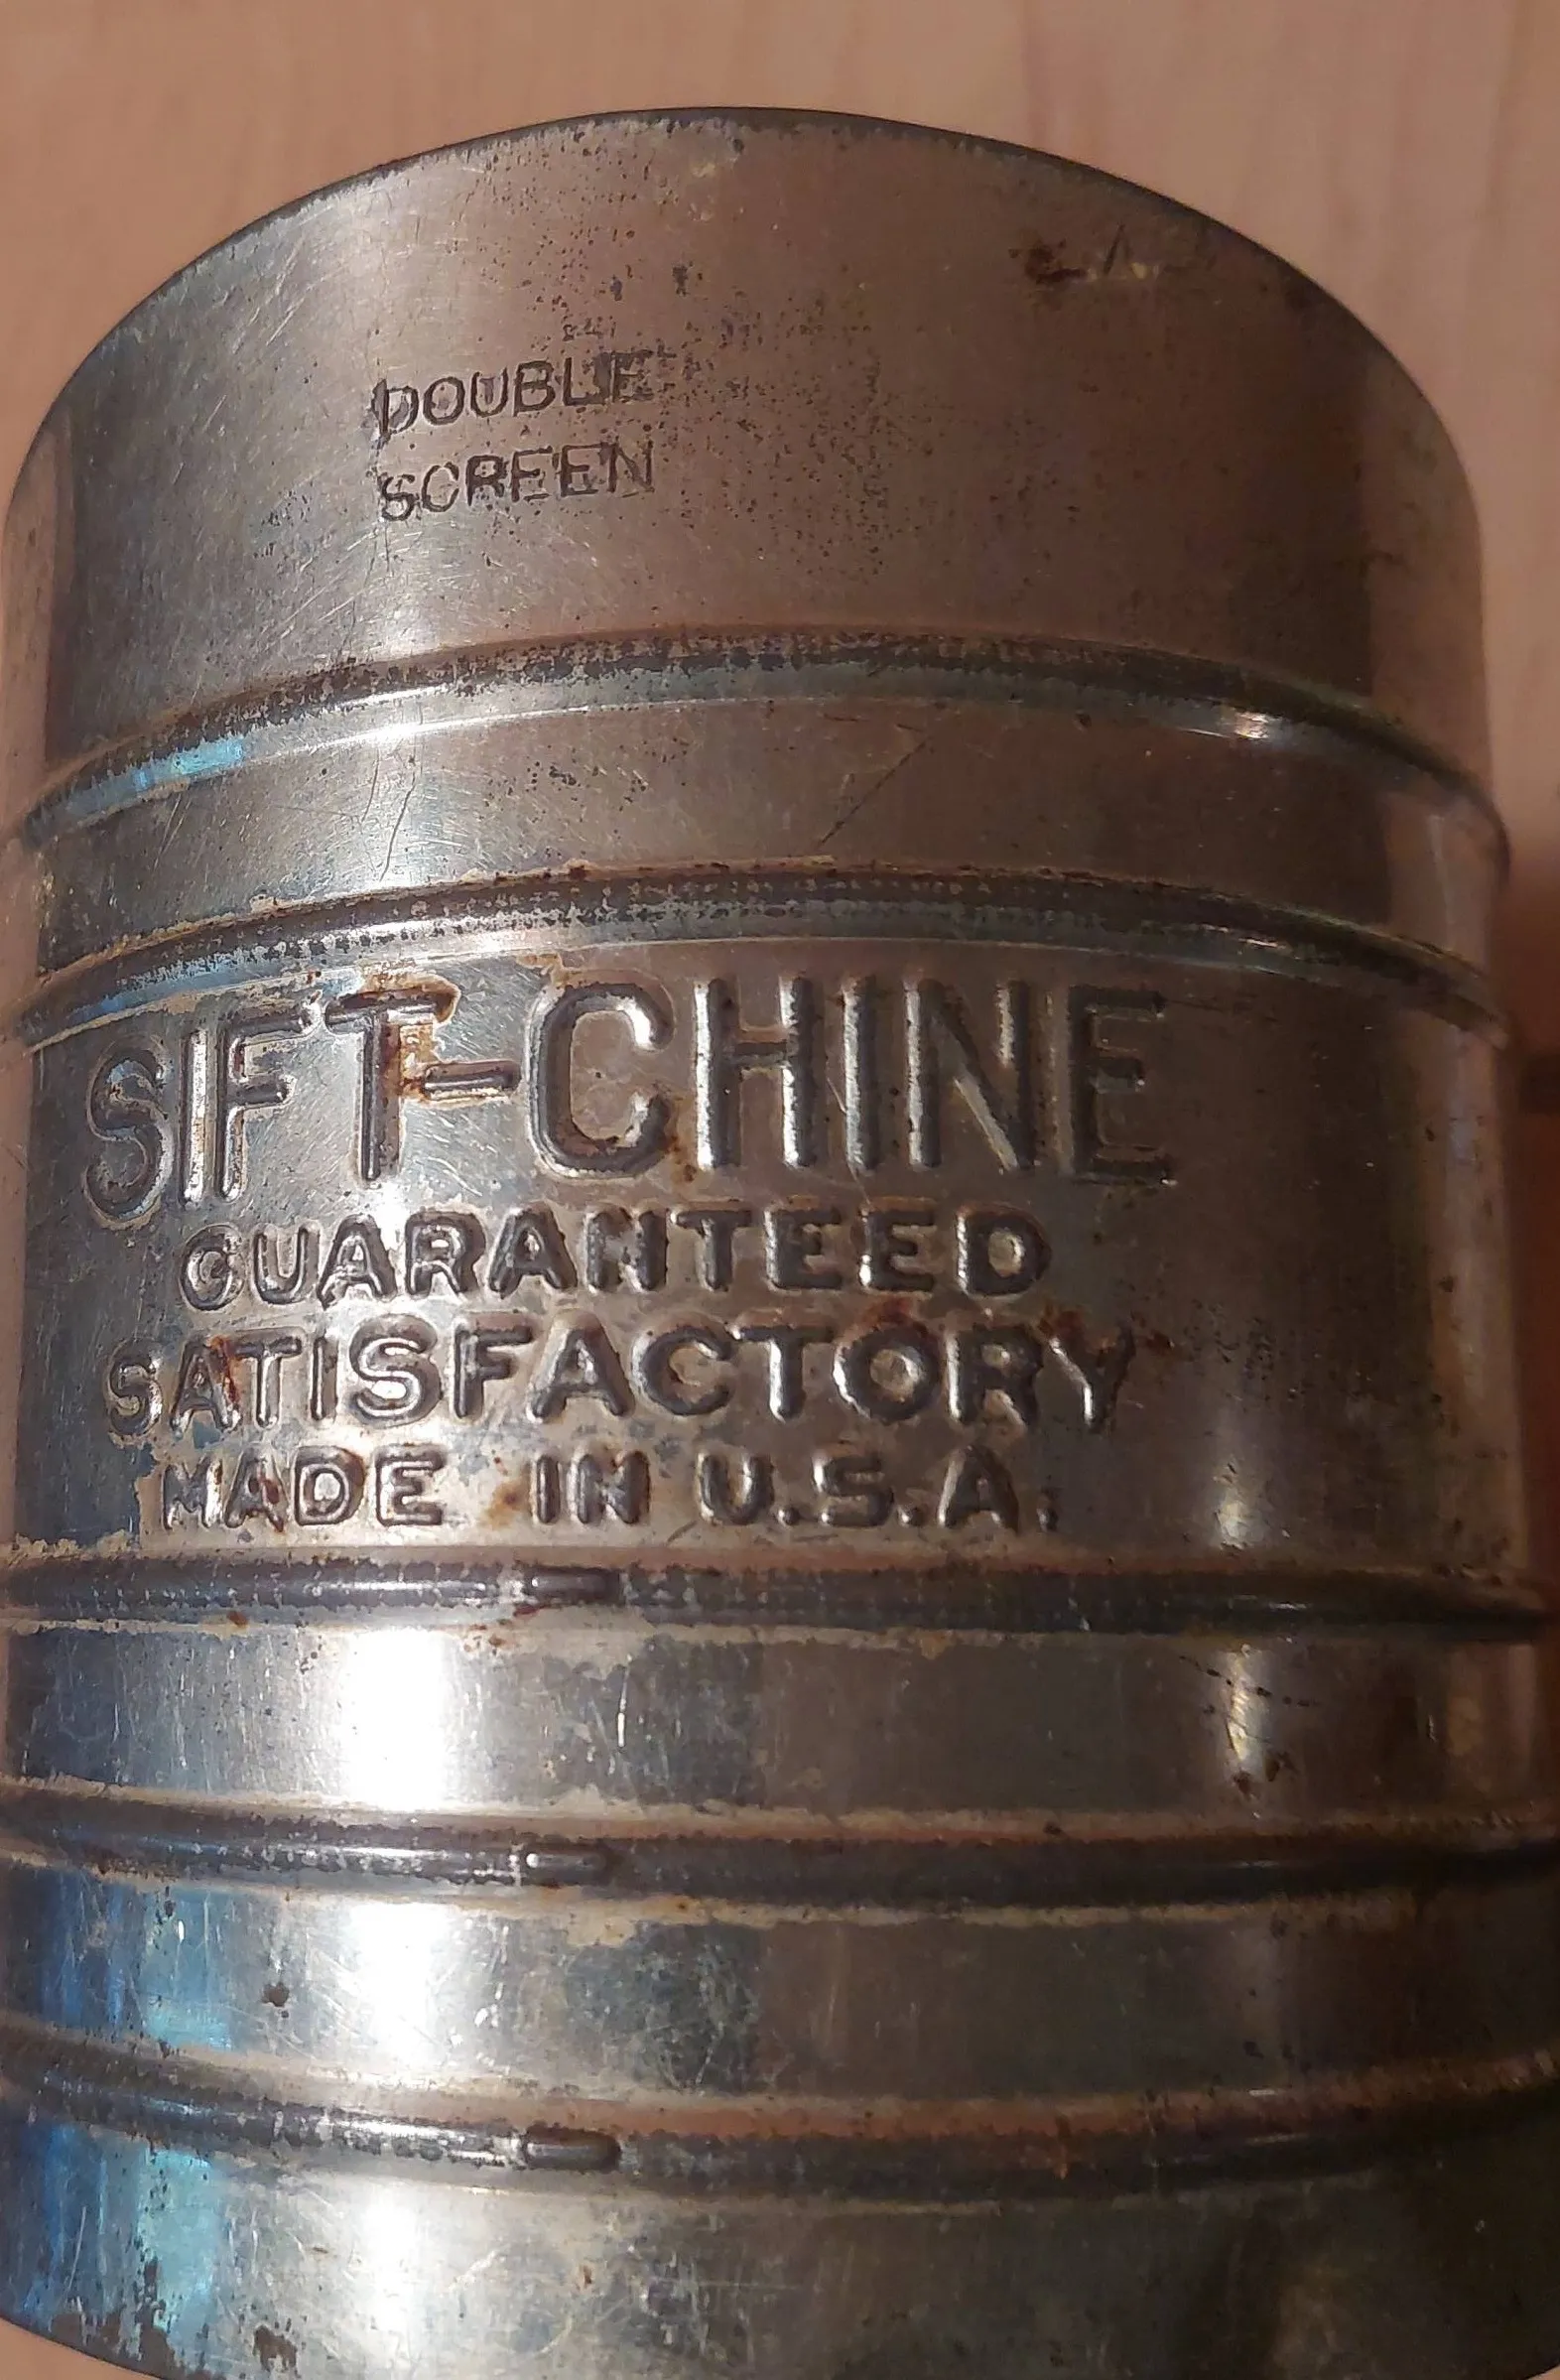 DOUBLE
SCREEN
SIFT-CHINE
GUARANTEED
SATISFACTORY
MADE IN U.S.A.